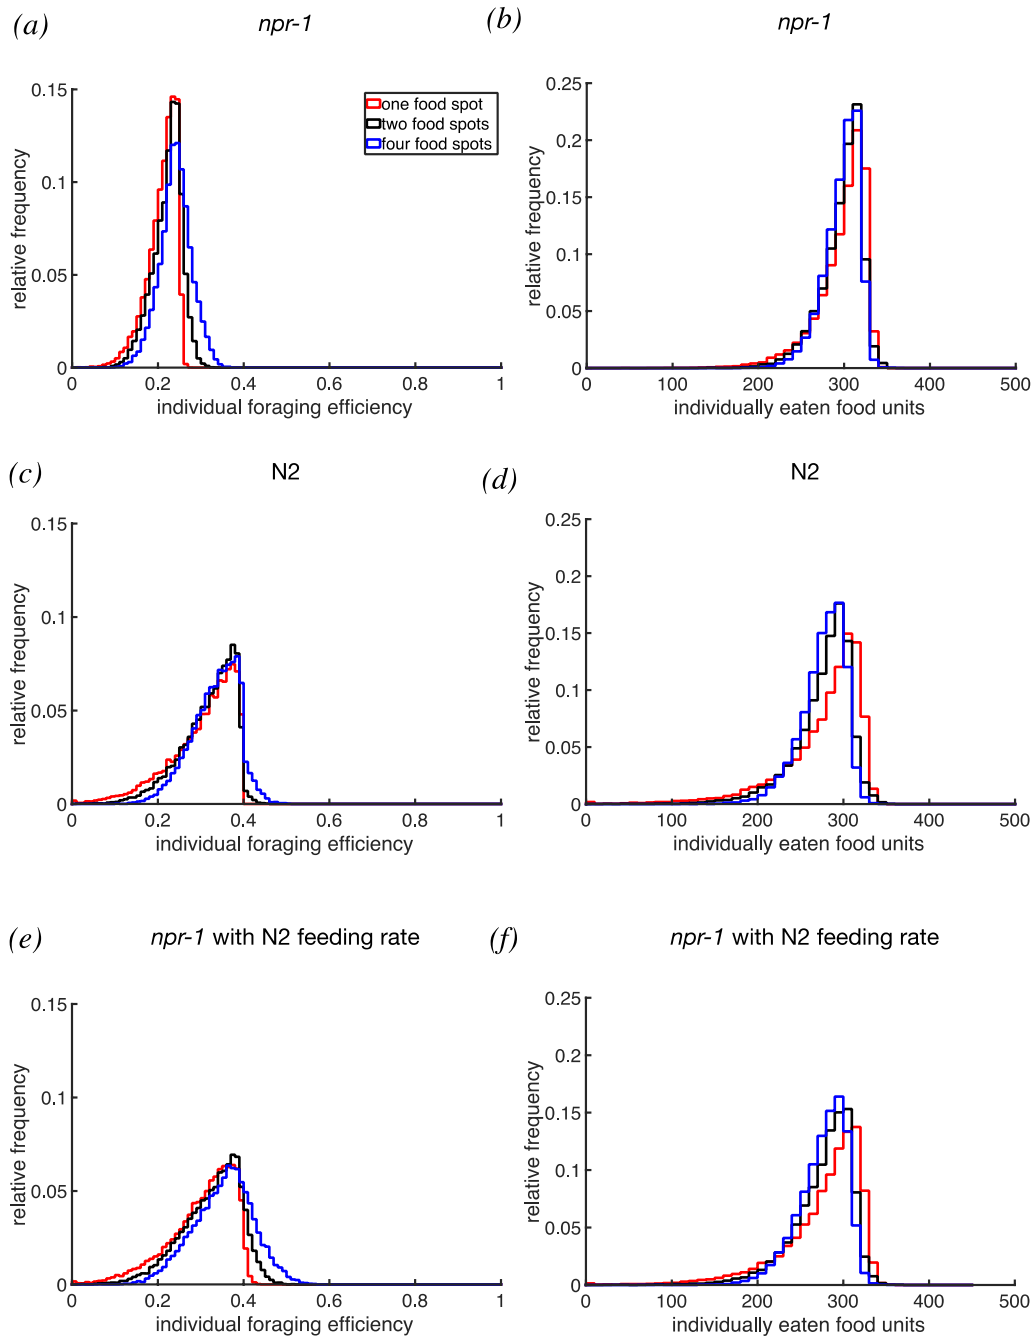 (a)
npr-1
0.15
0.1
0.05
0
relative frequency
one food spot
two food spots
four food spots
0 0.2 0.4 0.6 0.8 1
individual foraging efficiency
(b)
npr-1
0.25
0.2
0.15
0.1
0.05
0
relative frequency
0 100 200 300 400 500
individually eaten food units
(c)
N2
0.15
0.1
0.05
0
relative frequency
0 0.2 0.4 0.6 0.8 1
individual foraging efficiency
(d)
N2
0.25
0.2
0.15
0.1
0.05
0
relative frequency
0 100 200 300 400 500
individually eaten food units
(e)
npr-1 with N2 feeding rate
0.15
0.1
0.05
0
relative frequency
0 0.2 0.4 0.6 0.8 1
individual foraging efficiency
(f)
npr-1 with N2 feeding rate
0.25
0.2
0.15
0.1
0.05
0
relative frequency
0 100 200 300 400 500
individually eaten food units